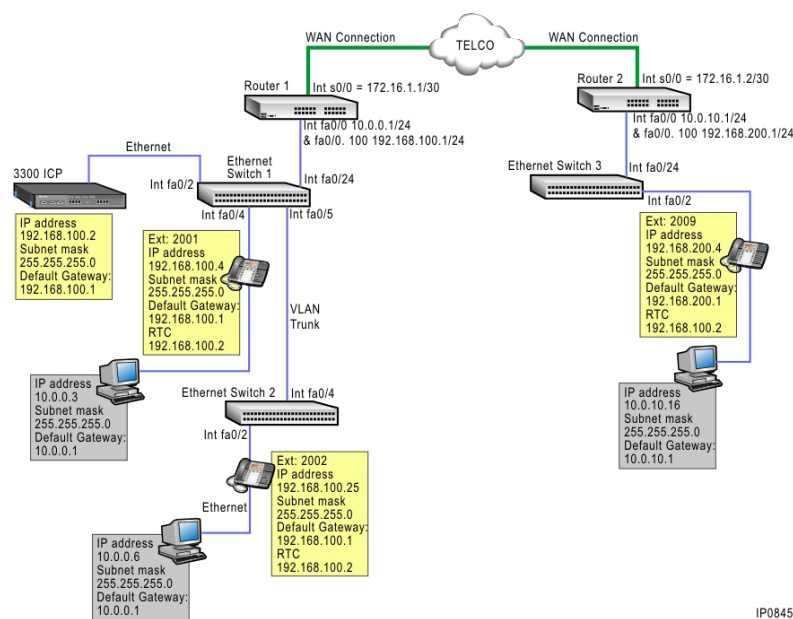 WAN Connection
TELCO
WAN Connection
Router 1
Int s0/0 = 172.16.1.1/30
Router 2
Int s0/0 = 172.16.1.2/30
Int fa0/0 10.0.0.1/24
& fa0/0. 100 192.168.100.1/24
Int fa0/0 10.0.10.1/24
& fa0/0. 100 192.168.200.1/24
Ethernet
Ethernet
Switch 1
Int fa0/24
Ethernet Switch 3
Int fa0/24
3300 ICP
Int fa0/2
Int fa0/4
Int fa0/5
Int fa0/2
IP address
192.168.100.2
Subnet mask
255.255.255.0
Default Gateway:
192.168.100.1
Ext: 2001
IP address
192.168.100.4
Subnet mask
255.255.255.0
Default Gateway:
192.168.100.1
RTC
192.168.100.2
Ext: 2009
IP address
192.168.200.4
Subnet mask
255.255.255.0
Default Gateway:
192.168.200.1
RTC
192.168.100.2
VLAN
Trunk
IP address
10.0.0.3
Subnet mask
255.255.255.0
Default Gateway:
10.0.0.1
Ethernet Switch 2
Int fa0/4
Int fa0/2
IP address
10.0.10.16
Subnet mask
255.255.255.0
Default Gateway:
10.0.10.1
Ext: 2002
IP address
192.168.100.25
Subnet mask
255.255.255.0
Default Gateway:
192.168.100.1
RTC
192.168.100.2
Ethernet
IP address
10.0.0.6
Subnet mask
255.255.255.0
Default Gateway:
10.0.0.1
IP0845